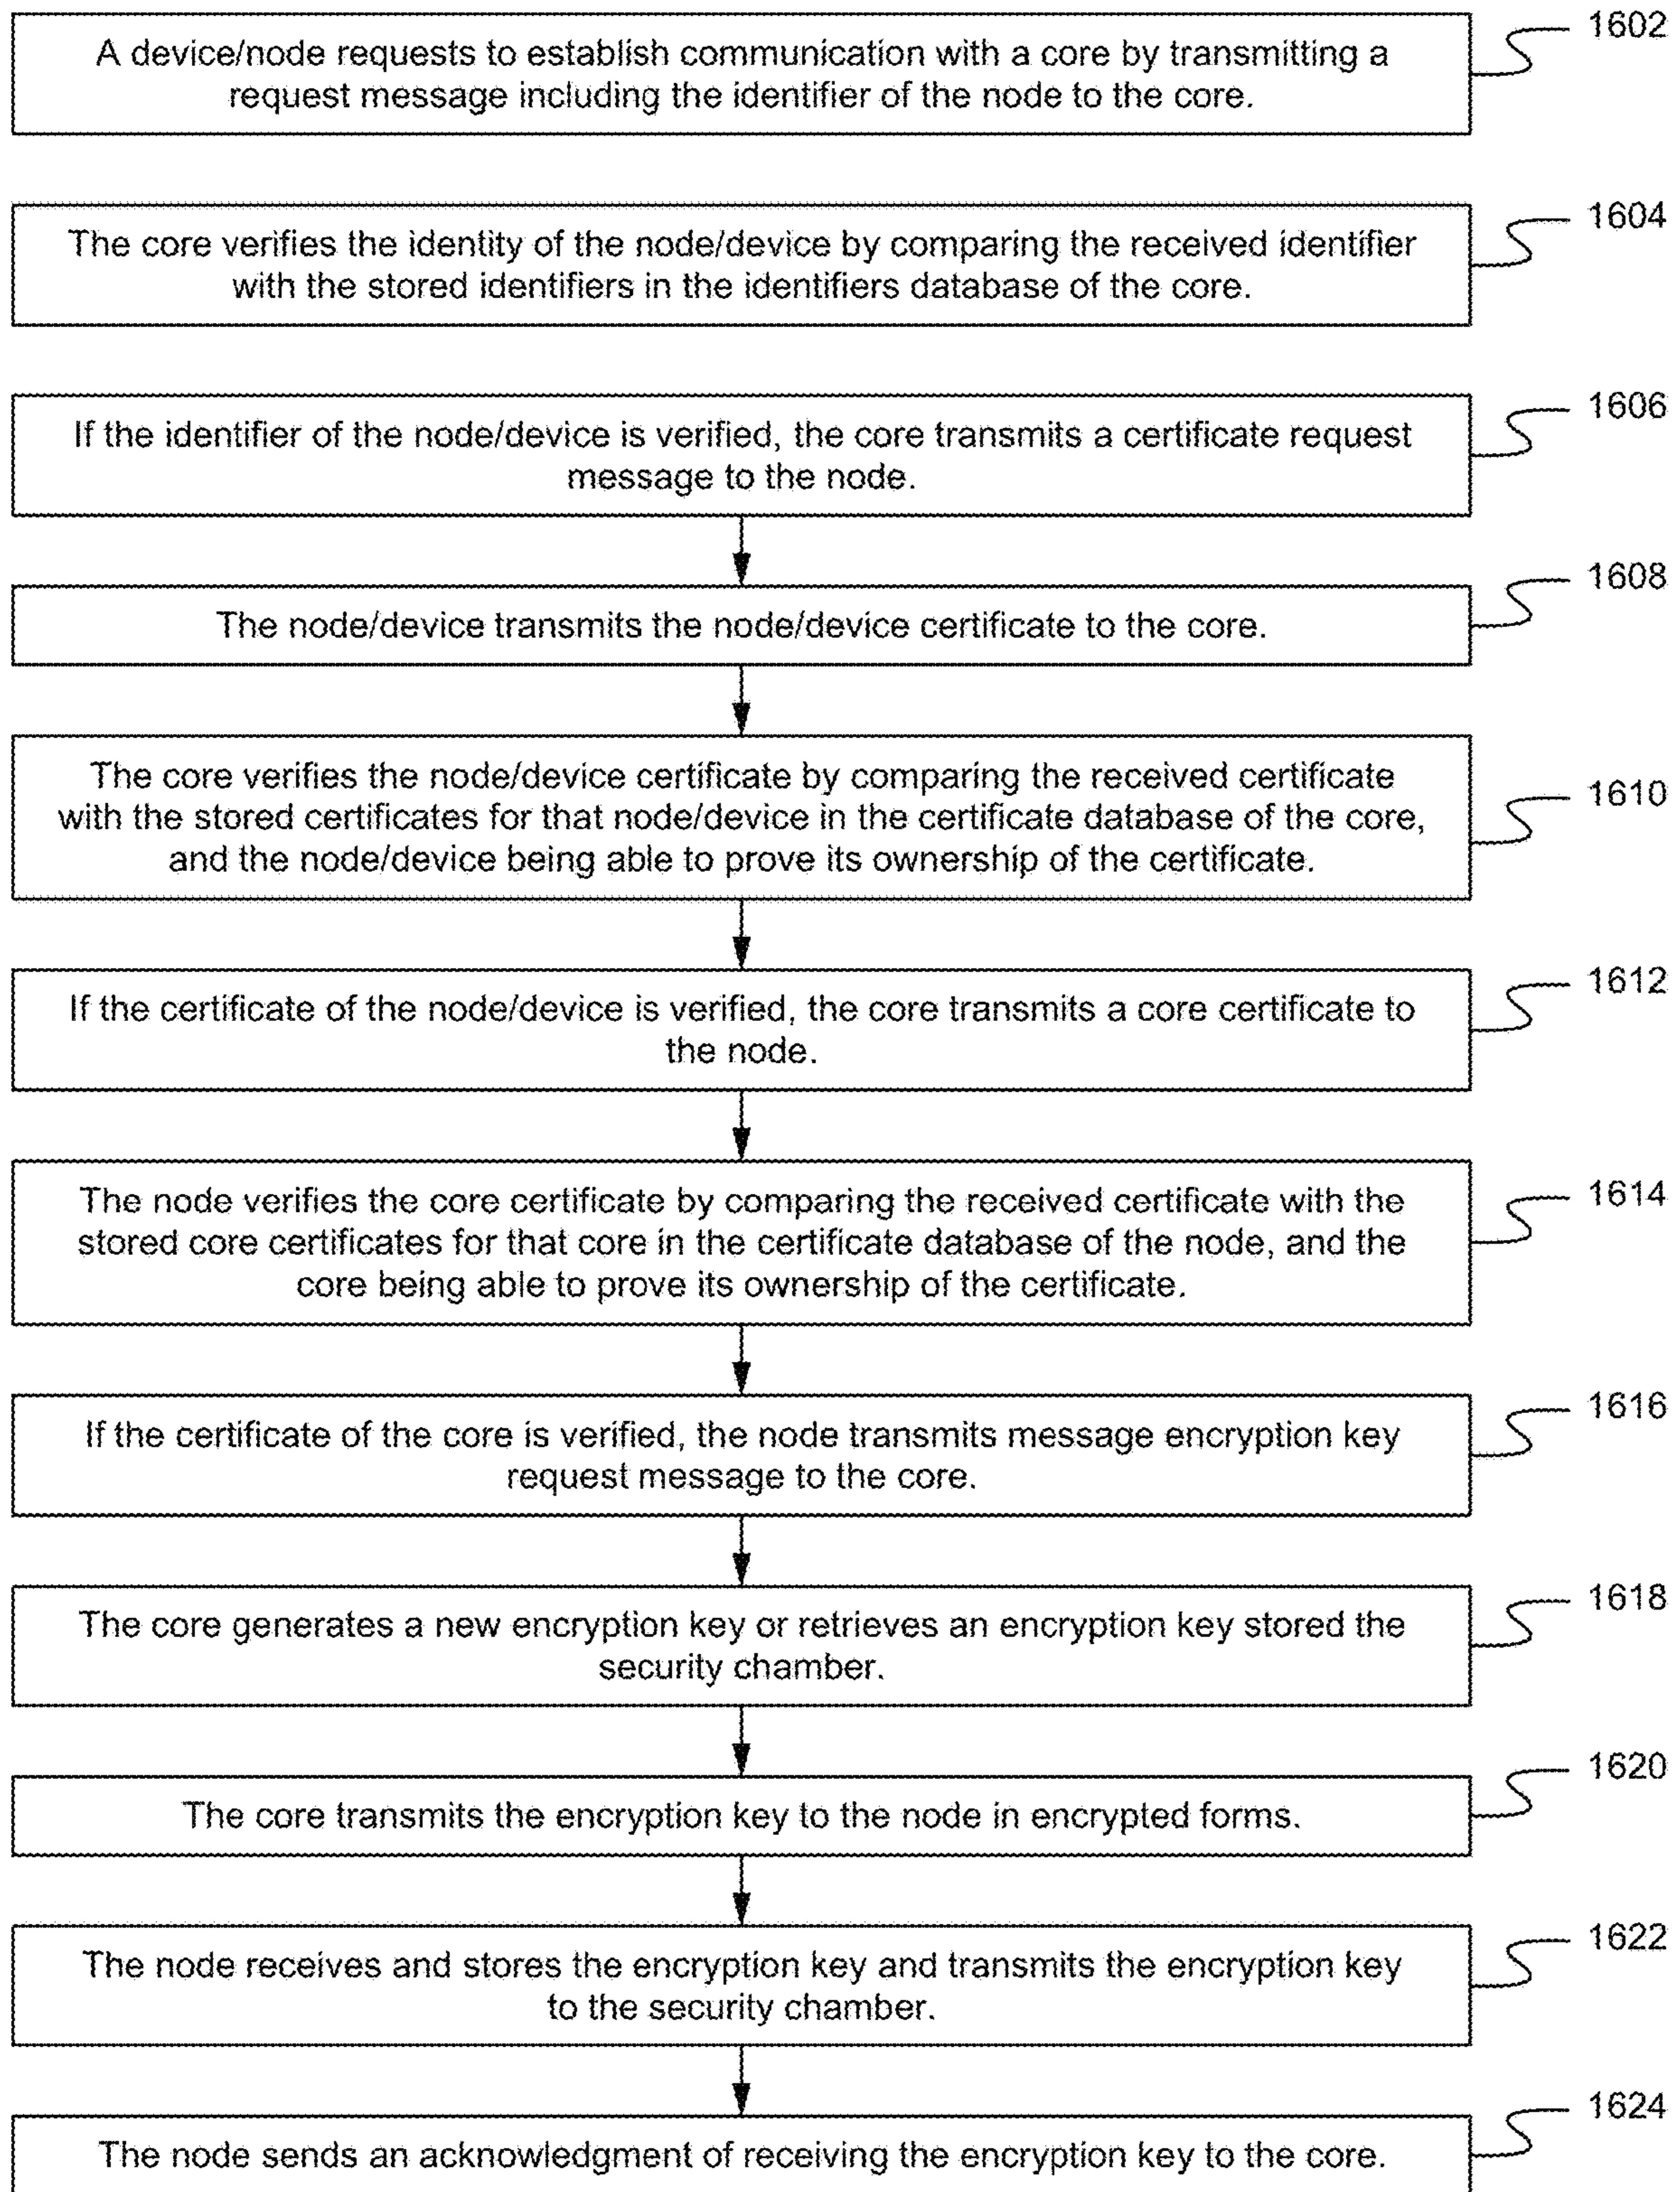 1602
A device/node requests to establish communication with a core by transmitting a
request message including the identifier of the node to the core.
1604
The core verifies the identity of the node/device by comparing the received identifier
with the stored identifiers in the identifiers database of the core.
1606
If the identifier of the node/device is verified, the core transmits a certificate request
message to the node.
1608
The node/device transmits the node/device certificate to the core.
1610
The core verifies the node/device certificate by comparing the received certificate
with the stored certificates for that node/device in the certificate database of the core,
and the node/device being able to prove its ownership of the certificate.
1612
If the certificate of the node/device is verified, the core transmits a core certificate to
the node.
1614
The node verifies the core certificate by comparing the received certificate with the
stored core certificates for that core in the certificate database of the node, and the
core being able to prove its ownership of the certificate.
1616
If the certificate of the core is verified, the node transmits message encryption key
request message to the core.
1618
The core generates a new encryption key or retrieves an encryption key stored the
security chamber.
1620
The core transmits the encryption key to the node in encrypted forms.
1622
The node receives and stores the encryption key and transmits the encryption key
to the security chamber.
1624
The node sends an acknowledgment of receiving the encryption key to the core.